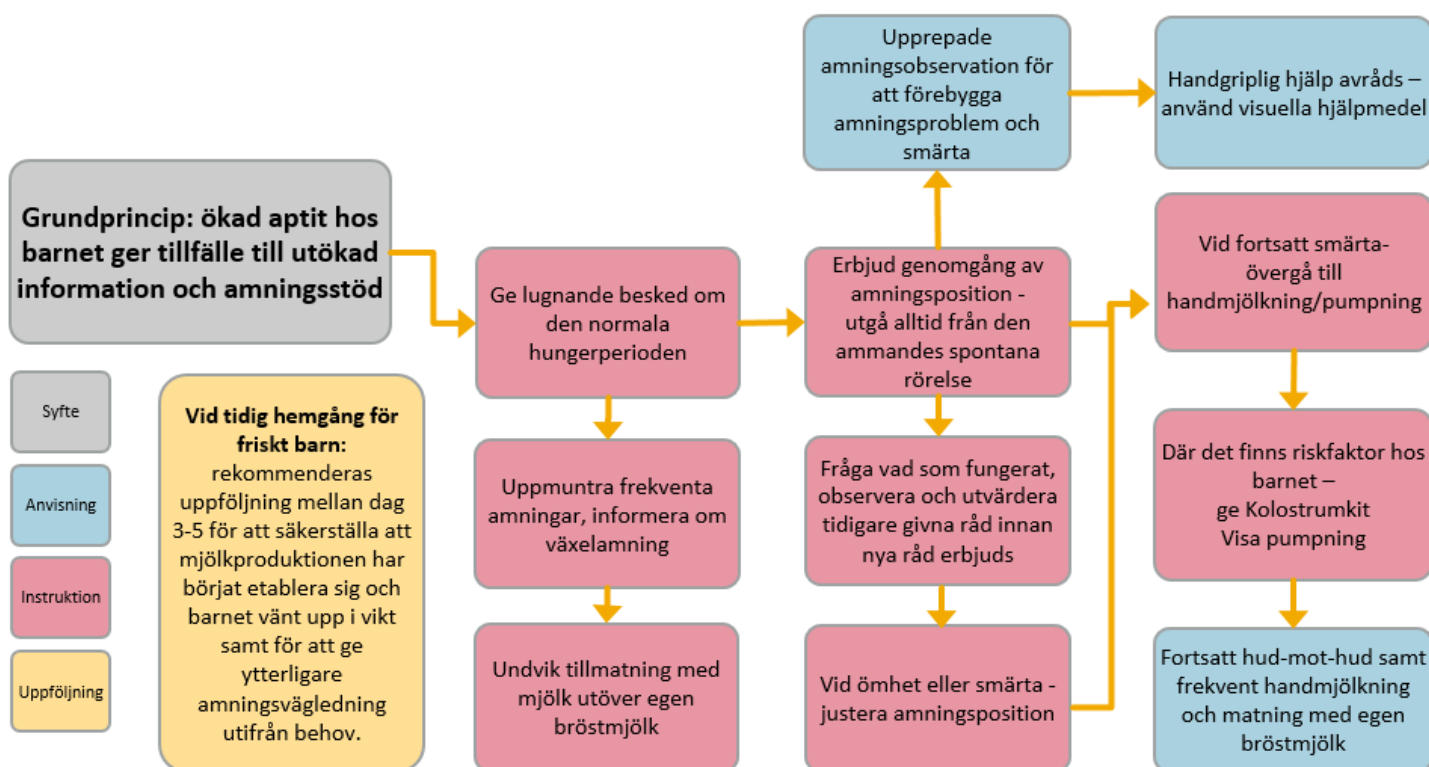 Grundprincip: ökad aptit hos
barnet ger tillfälle till utökad
information och amningsstöd
Syfte
Anvisning
Instruktion
Uppföljning
Vid tidig hemgång för
friskt barn:
rekommenderas
uppföljning mellan dag
3-5 för att säkerställa att
mjölkproduktionen har
börjat etablera sig och
barnet vänt upp i vikt
samt för att ge
ytterligare
amningsvägledning
utifrån behov.
Ge lugnande besked om
den normala
hungerperioden
Uppmuntra frekventa
amningar, informera om
växelamning
Undvik tillmatning med
mjölk utöver egen
bröstmjölk
Upprepade
amningsobservation för
att förebygga
amningsproblem och
smärta
Erbjud genomgång av
amningsposition -
utgå alltid från den
ammandes spontana
rörelse
Fråga vad som fungerat,
observera och utvärdera
tidigare givna råd innan
nya råd erbjuds
Vid ömhet eller smärta -
justera amningsposition
Handgriplig hjälp avråds –
använd visuella hjälpmedel
Vid fortsatt smärta-
övergå till
handmjölkning/pumpning
Där det finns riskfaktor hos
barnet –
ge Kolostrumkit
Visa pumpning
Fortsatt hud-mot-hud samt
frekvent handmjölkning
och matning med egen
bröstmjölk